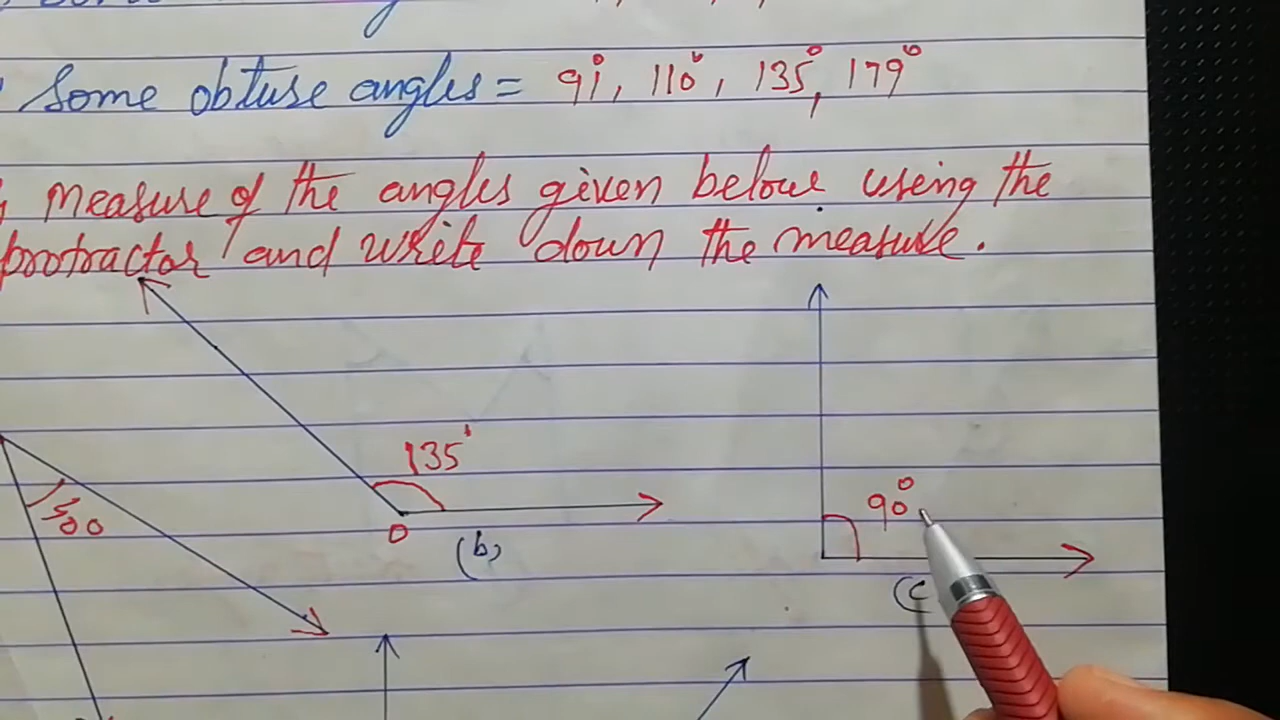 Some obtuse angles = 91°, 110°, 135°, 179°
measure of the angles given below using the
protractor and write down the measure.
135°
90°
500
O
(b)
(c